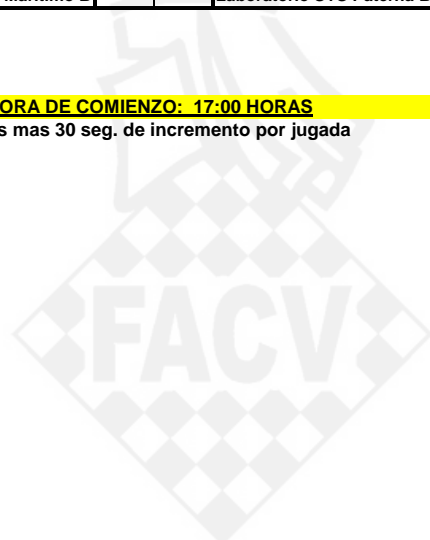 ORA DE COMIENZO: 17:00 HORAS
s mas 30 seg. de incremento por jugada
FACV